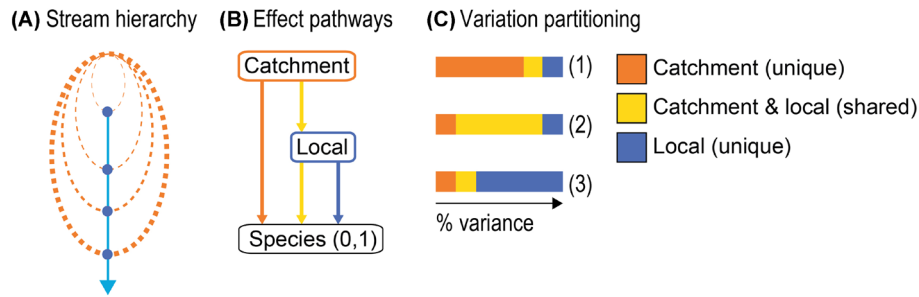 (A) Stream hierarchy
(B) Effect pathways
Catchment
Local
Species (0,1)
(C) Variation partitioning
(1)
(2)
(3)
% variance
Catchment (unique)
Catchment & local (shared)
Local (unique)